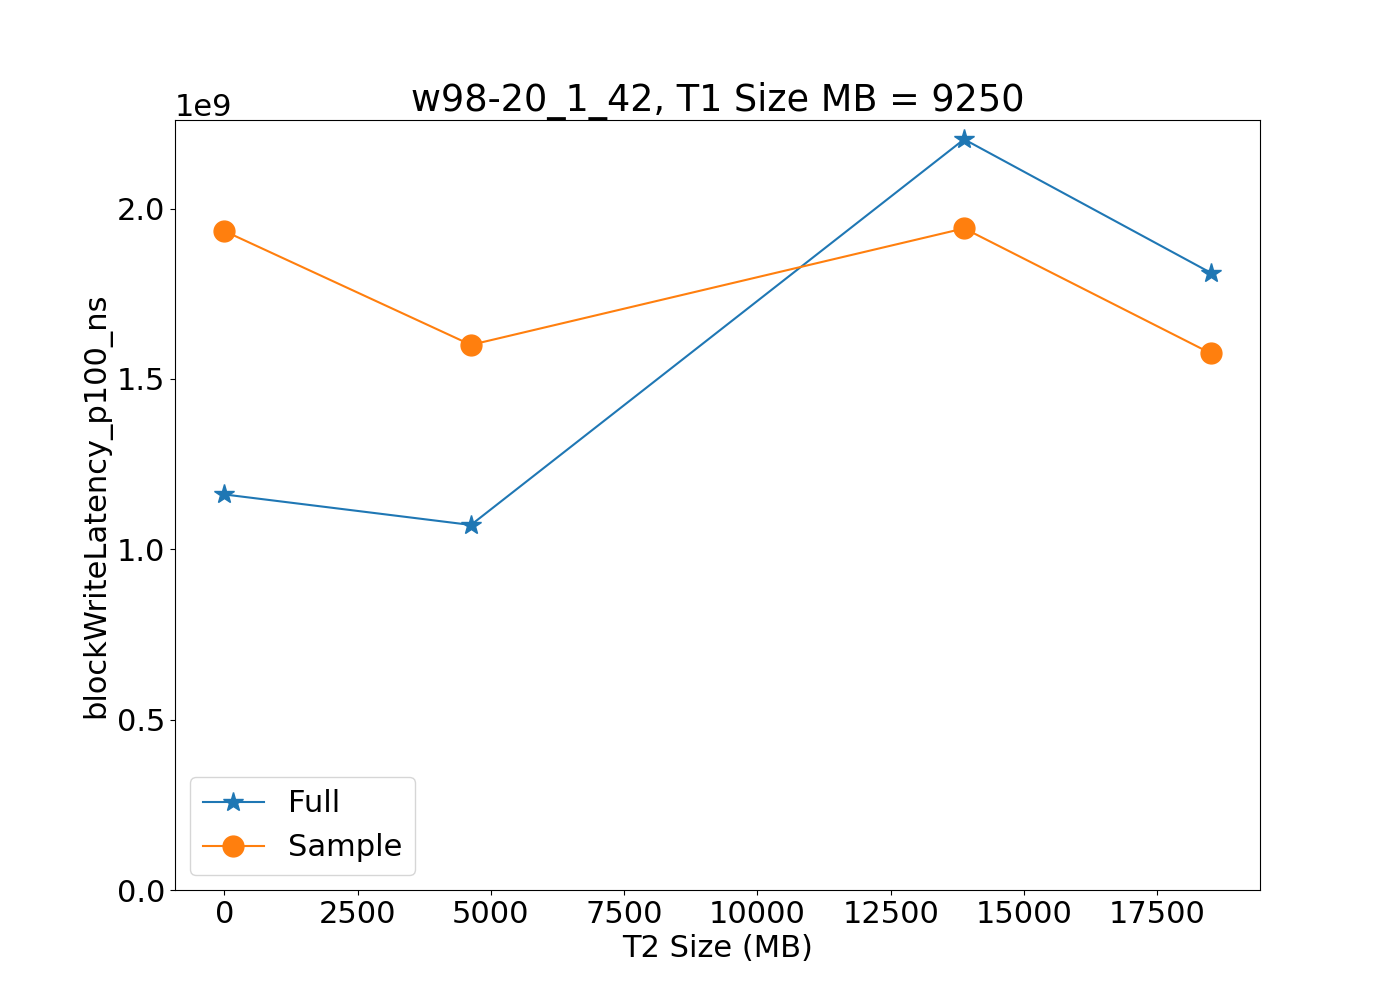 w98-20_1_42, T1 Size MB = 9250
1e9
2.0
1.5
1.0
0.5
0.0
blockWriteLatency_p100_ns
Full
Sample
0 2500 5000 7500 10000 12500 15000 17500
T2 Size (MB)